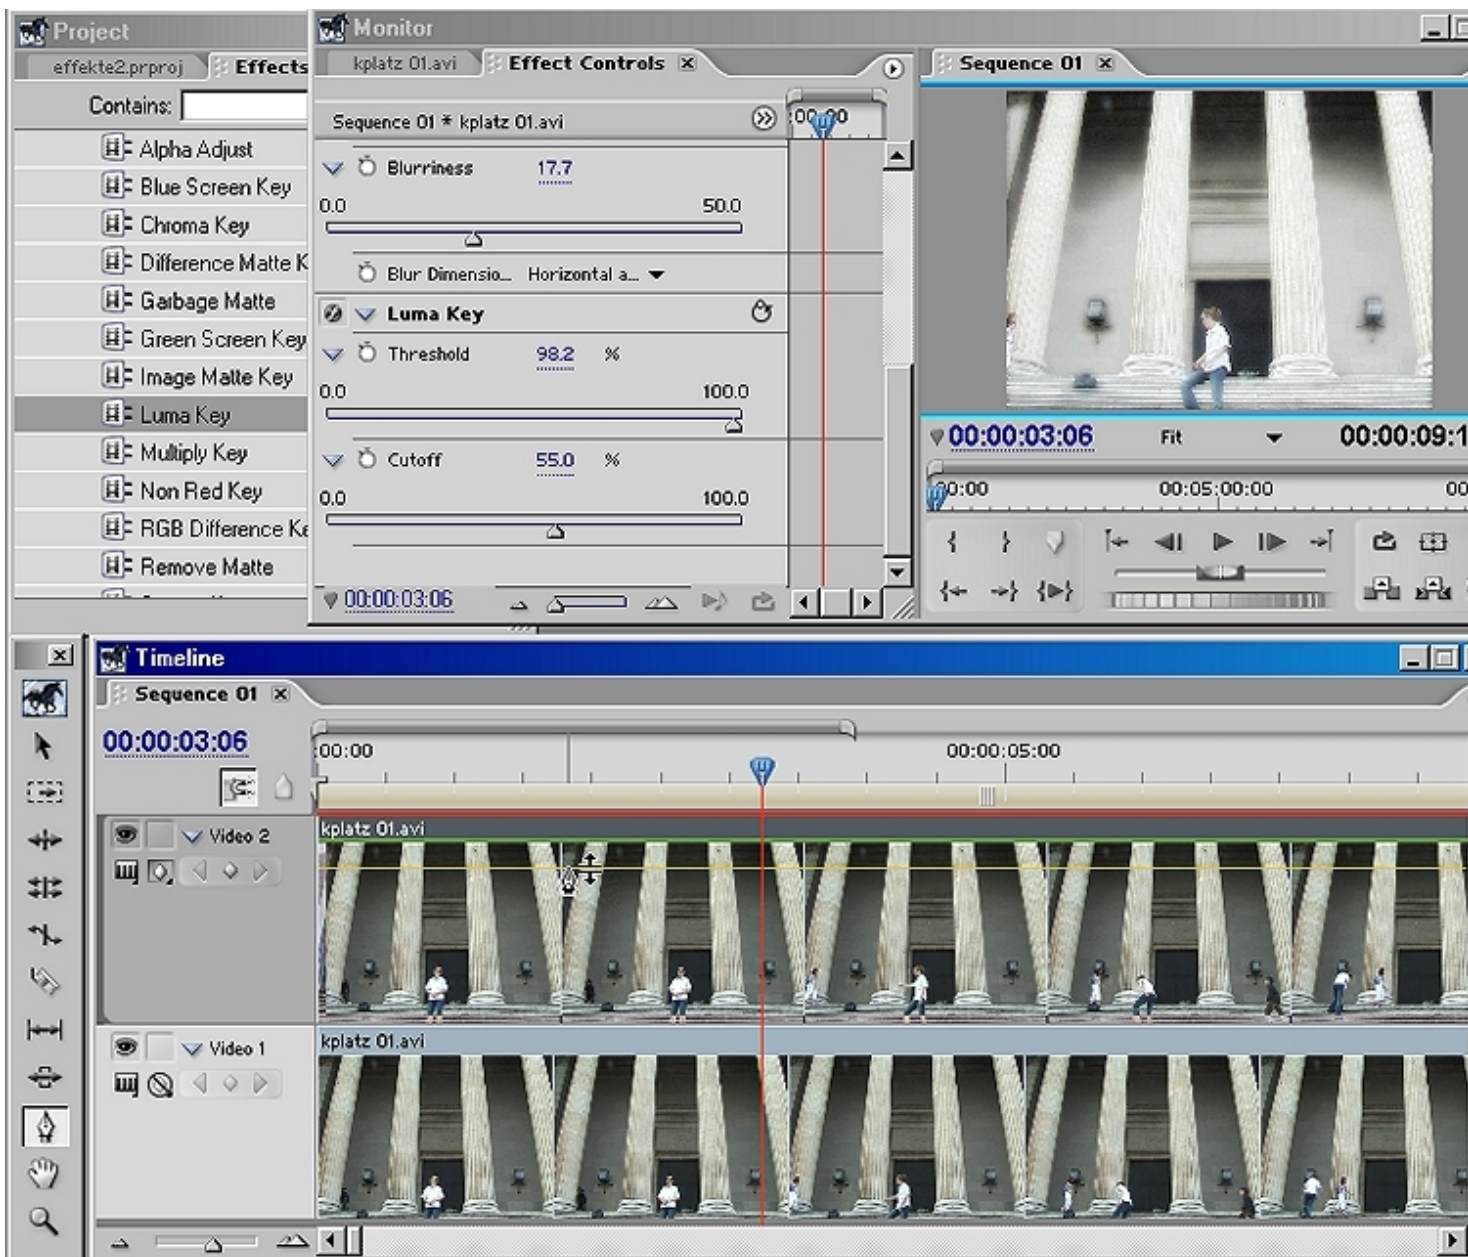 Project
effekte2.prproj
Effects
Contains:
Alpha Adjust
Blue Screen Key
Chroma Key
Difference Matte K
Garbage Matte
Green Screen Key
Image Matte Key
Luma Key
Multiply Key
Non Red Key
RGB Difference Ke
Remove Matte
Monitor
kplatz 01.avi
Effect Controls
Sequence 01 * kplatz 01.avi
:00:00
Blurriness 17.7
0.0 50.0
Blur Dimensio... Horizontal a...
Luma Key
Threshold 98.2 %
0.0 100.0
Cutoff 55.0 %
0.0 100.0
00:00:03:06
Sequence 01
00:00:03:06 Fit 00:00:09:1
00:00 00:05:00:00 00
Timeline
Sequence 01
00:00:03:06
:00:00 00:00:05:00
Video 2
kplatz 01.avi
Video 1
kplatz 01.avi